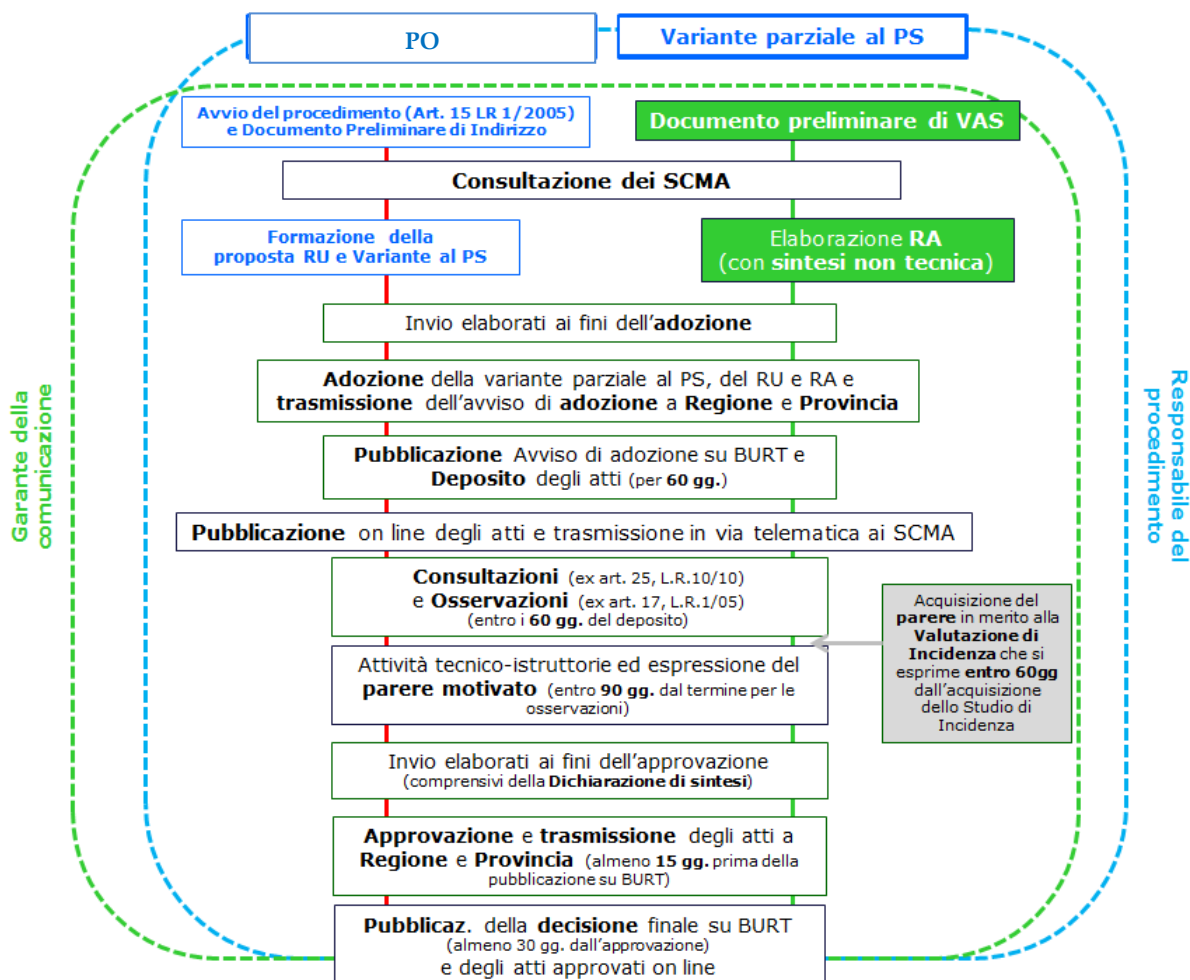 PO
Variante parziale al PS
Avvio del procedimento (Art. 15 LR 1/2005)
e Documento Preliminare di Indirizzo
Documento preliminare di VAS
Consultazione dei SCMA
Formazione della
proposta RU e Variante al PS
Elaborazione RA
(con sintesi non tecnica)
Invio elaborati ai fini dell'adozione
Adozione della variante parziale al PS, del RU e RA e
trasmissione dell'avviso di adozione a Regione e Provincia
Pubblicazione Avviso di adozione su BURT e
Deposito degli atti (per 60 gg.)
Pubblicazione on line degli atti e trasmissione in via telematica ai SCMA
Consultazioni (ex art. 25, L.R.10/10)
e Osservazioni (ex art. 17, L.R.1/05)
(entro i 60 gg. del deposito)
Acquisizione del
parere in merito alla
Valutazione di
Incidenza che si
esprime entro 60gg
dall'acquisizione
dello Studio di
Incidenza
Attività tecnico-istruttorie ed espressione del
parere motivato (entro 90 gg. dal termine per le
osservazioni)
Invio elaborati ai fini dell'approvazione
(comprensivi della Dichiarazione di sintesi)
Approvazione e trasmissione degli atti a
Regione e Provincia (almeno 15 gg. prima della
pubblicazione su BURT)
Pubblicaz. della decisione finale su BURT
(almeno 30 gg. dall'approvazione)
e degli atti approvati on line
Garante della
comunicazione
Responsabile del
procedimento